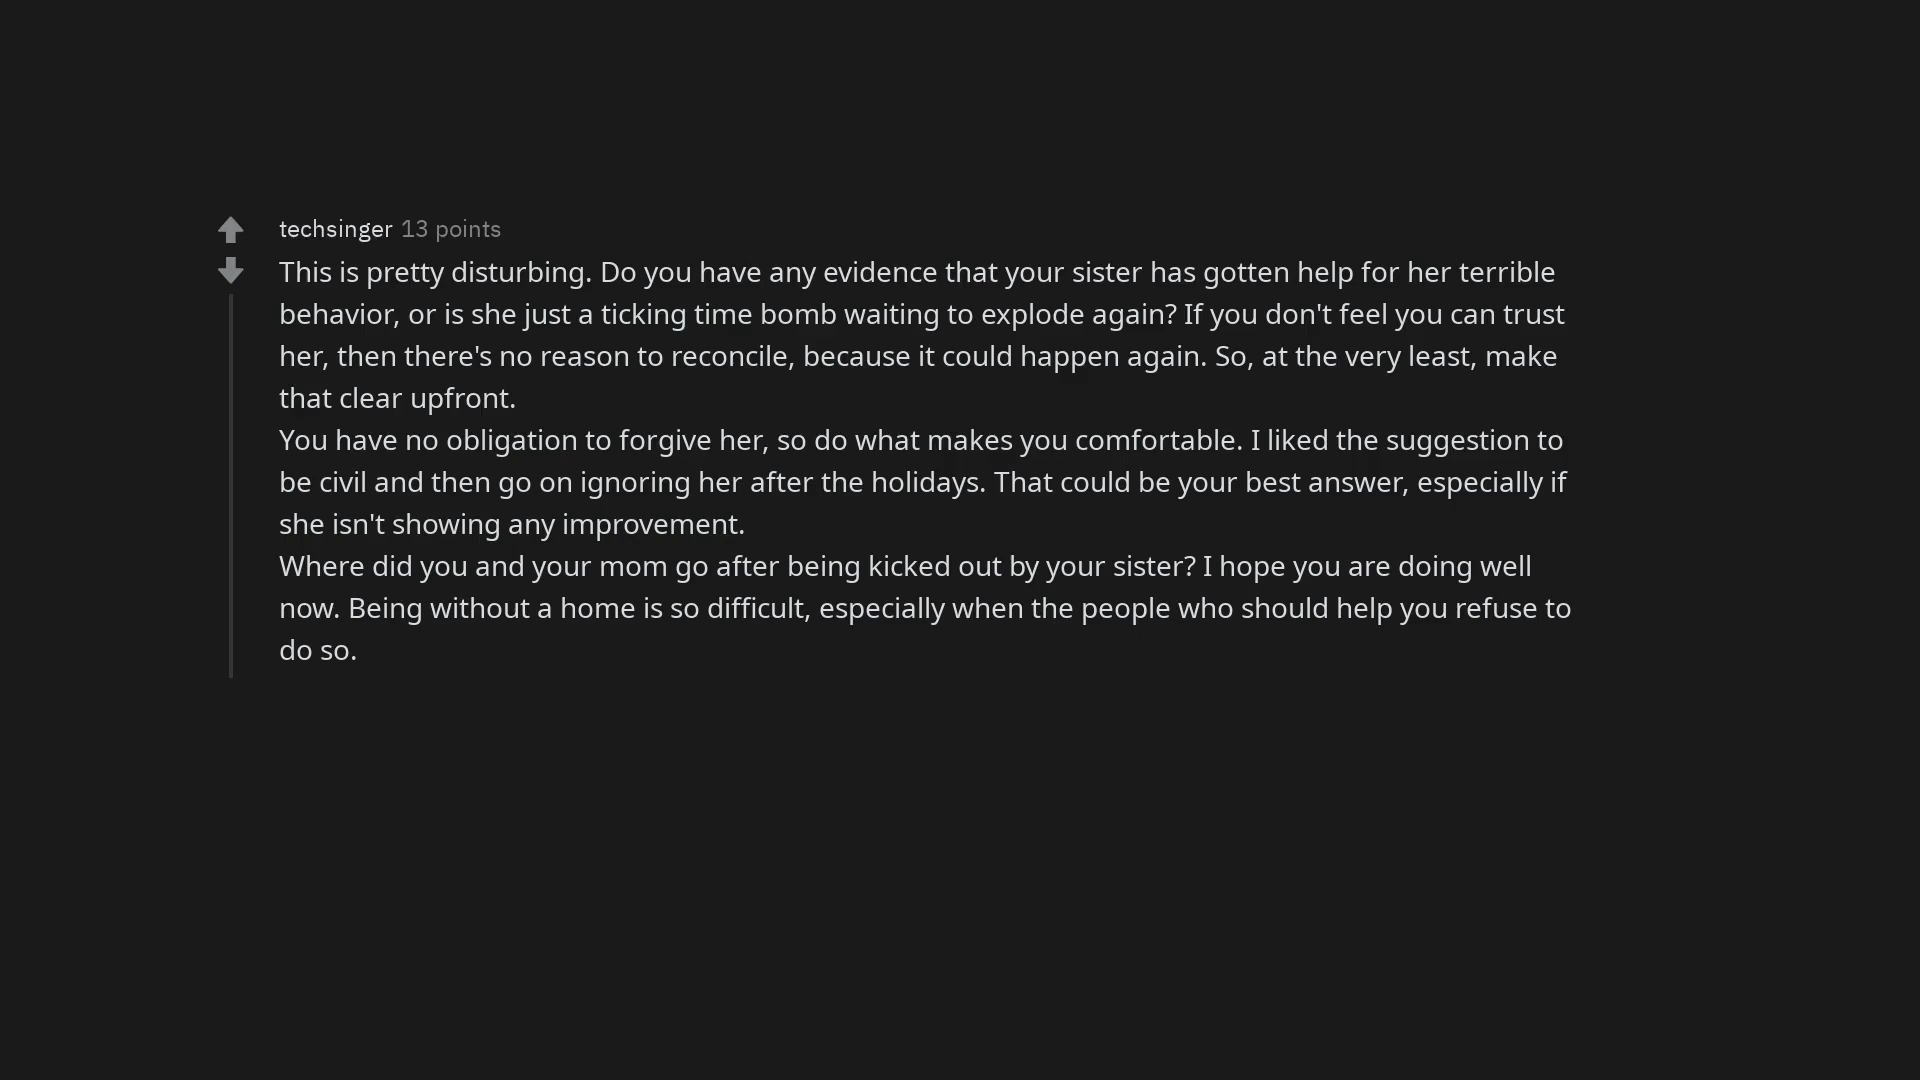 techsinger 13 points
This is pretty disturbing. Do you have any evidence that your sister has gotten help for her terrible
behavior, or is she just a ticking time bomb waiting to explode again? If you don't feel you can trust
her, then there's no reason to reconcile, because it could happen again. So, at the very least, make
that clear upfront.
You have no obligation to forgive her, so do what makes you comfortable. I liked the suggestion to
be civil and then go on ignoring her after the holidays. That could be your best answer, especially if
she isn't showing any improvement.
Where did you and your mom go after being kicked out by your sister? I hope you are doing well
now. Being without a home is so difficult, especially when the people who should help you refuse to
do so.